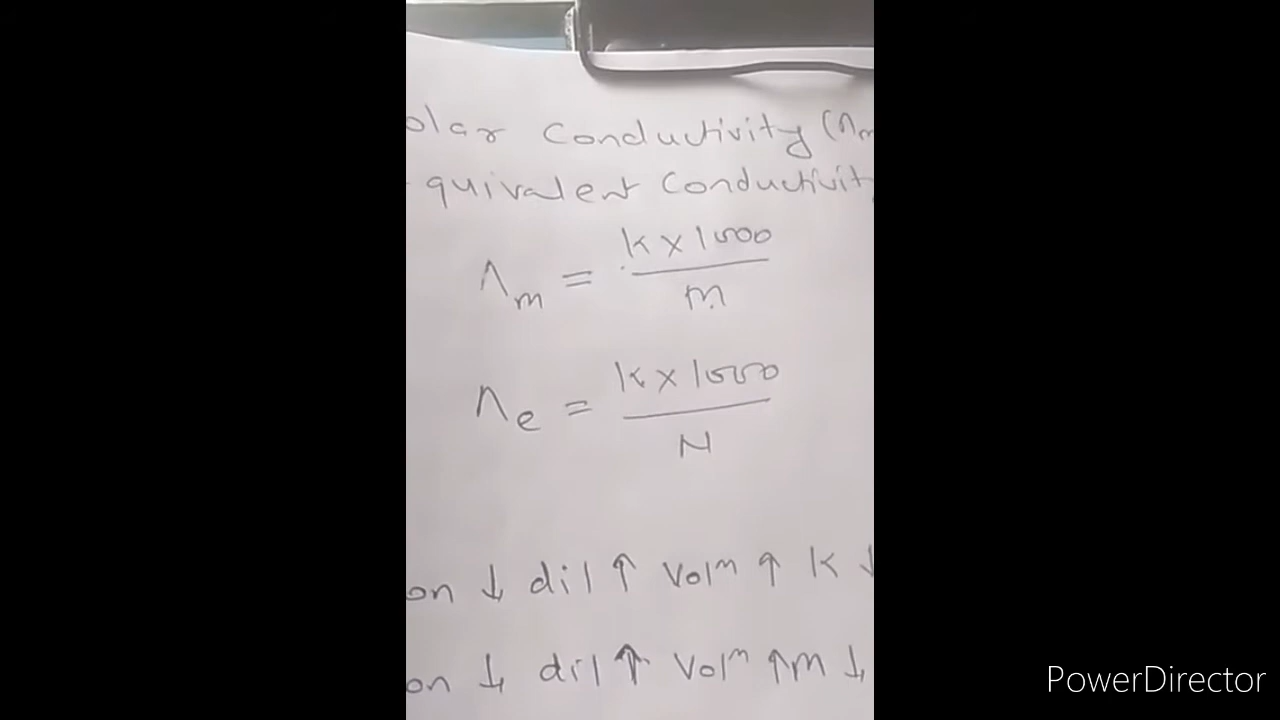 olar Conductivity (Λm
quivalent Conductivit
Λm = K × 1000 / m
Λe = K × 1000 / N
on ↓ dil ↑ Volm ↑ K ↓
on ↓ dil ↑ Volm ↑ m ↓
PowerDirector